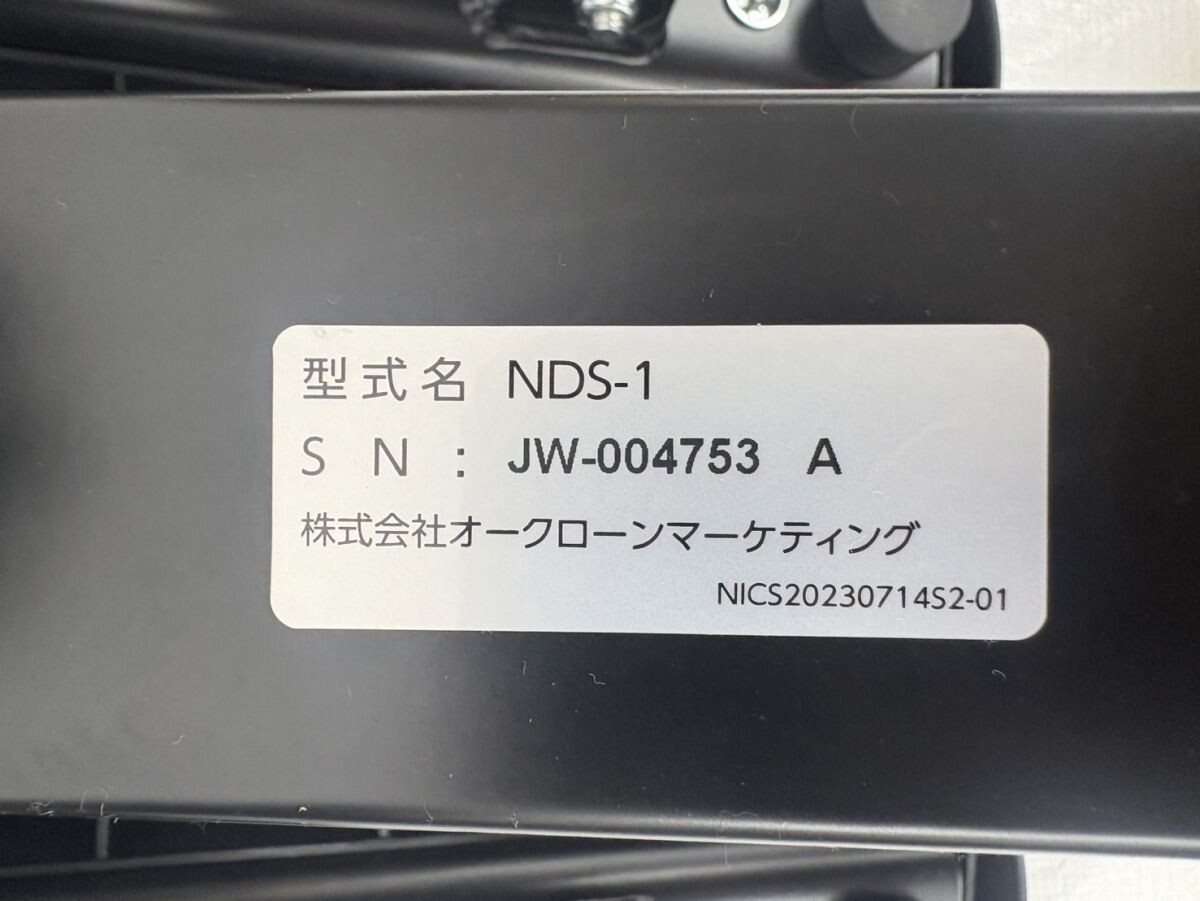 型式名 NDS-1
SN: JW-004753 A
株式会社オークローンマーケティング
NICS20230714S2-01